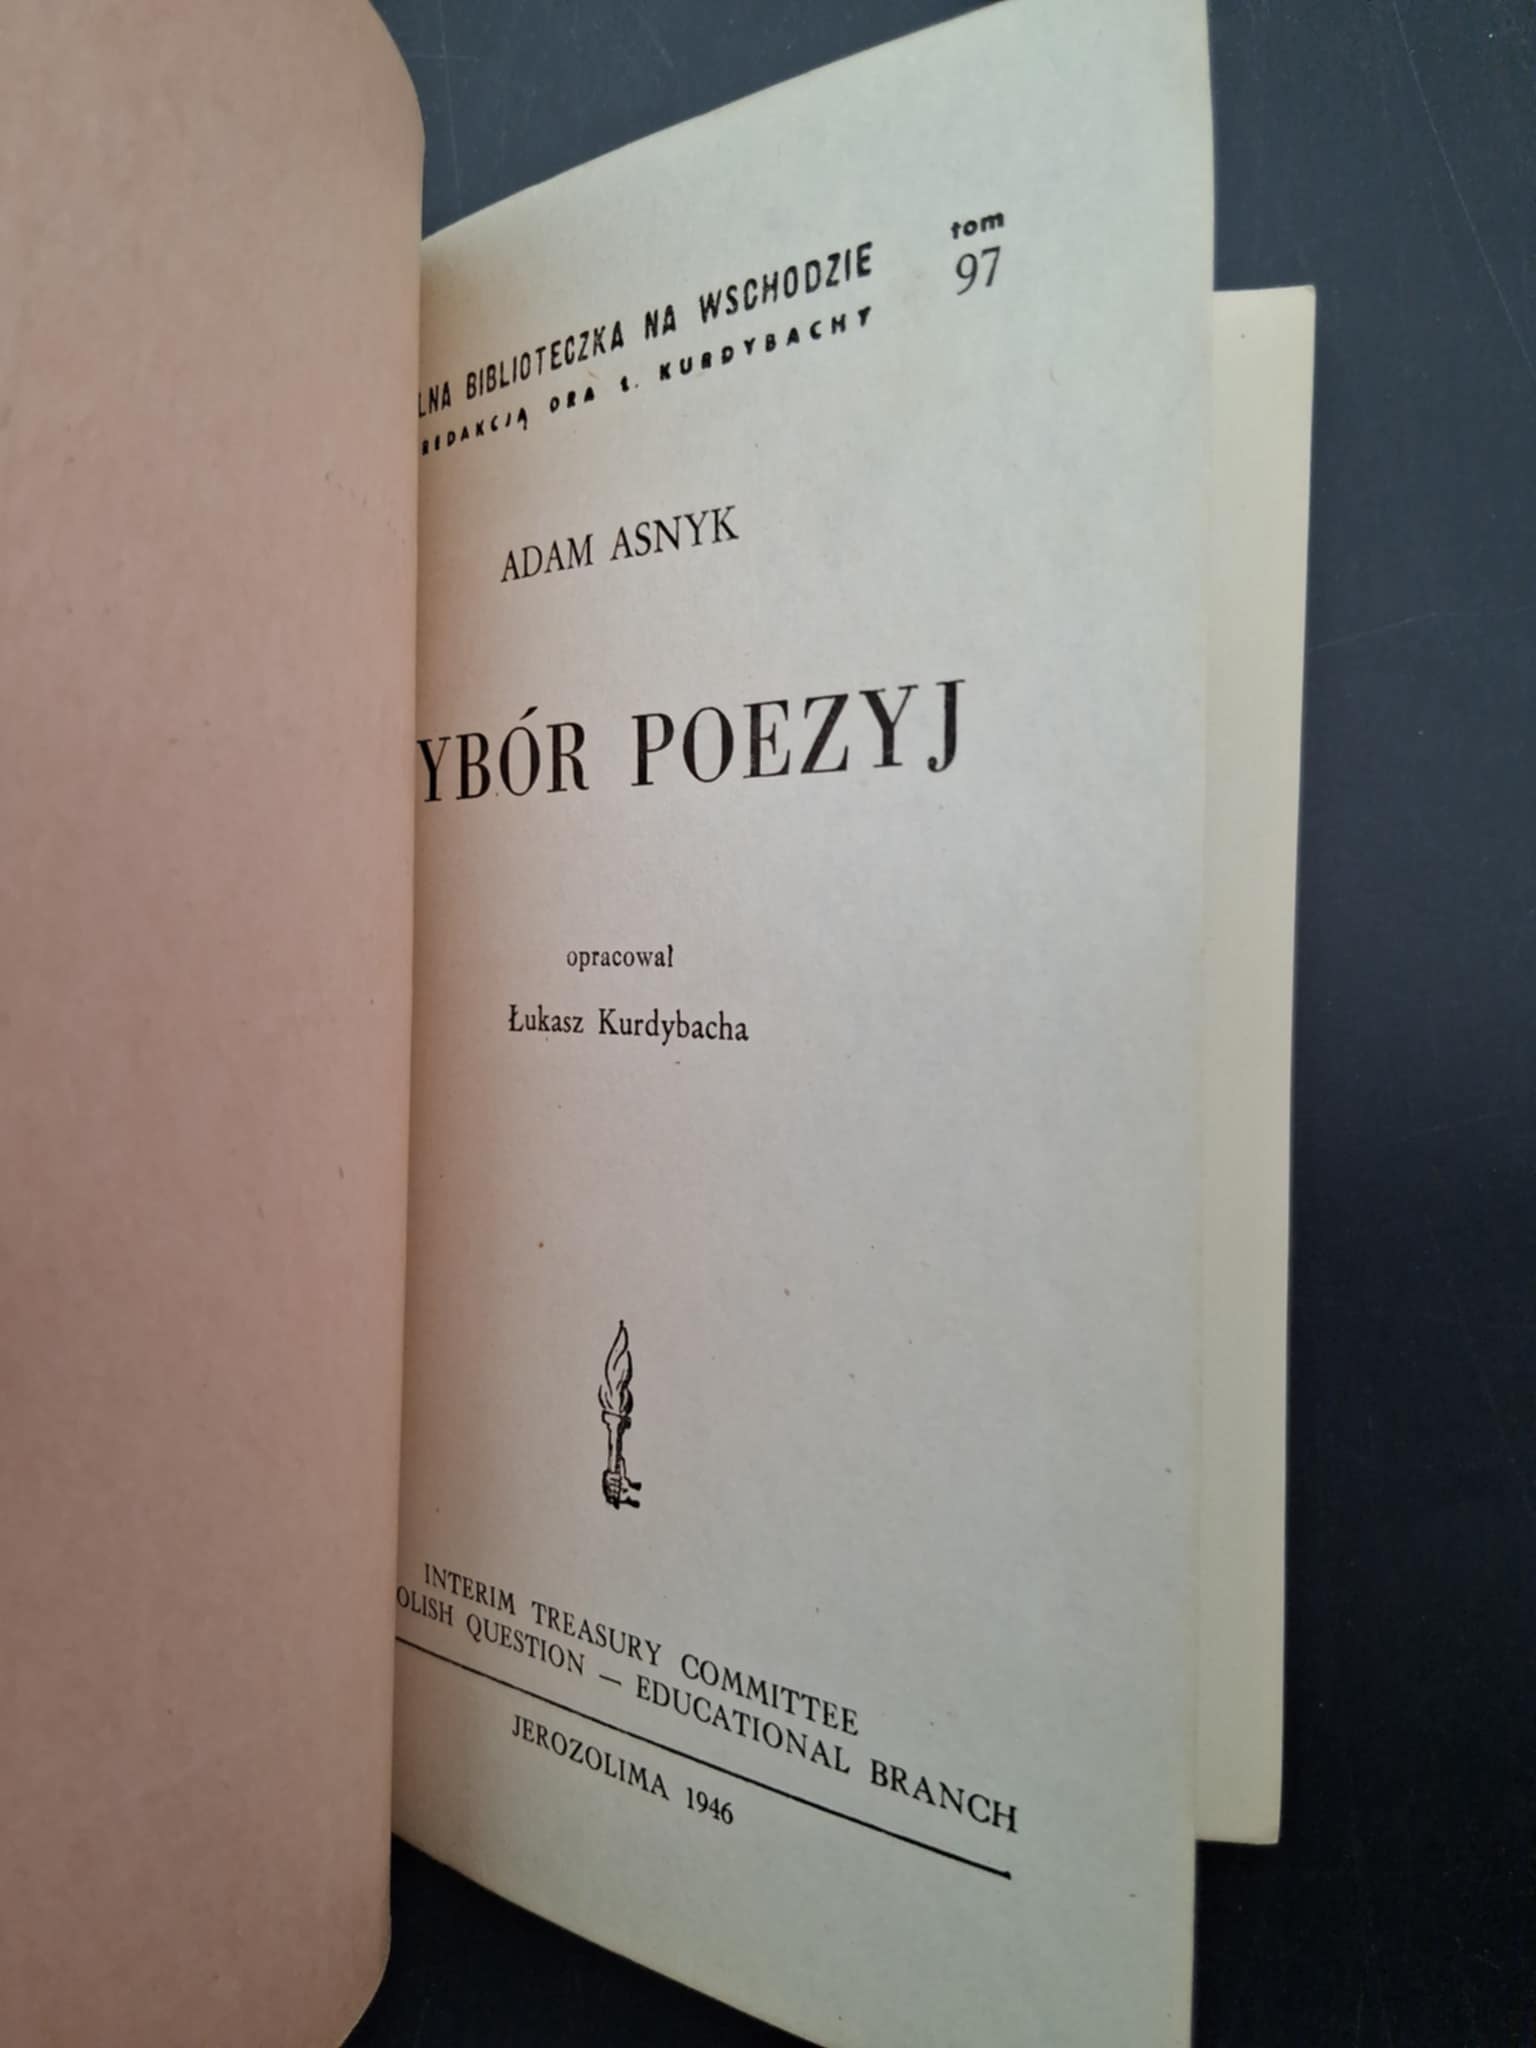 LNA BIBLIOTECZKA NA WSCHODZIE
REDAKCJĄ DRA Ł. KURDYBACHY
tom
97
ADAM ASNYK
YBÓR POEZYJ
opracował
Łukasz Kurdybacha
INTERIM TREASURY COMMITTEE
OLISH QUESTION — EDUCATIONAL BRANCH
JEROZOLIMA 1946